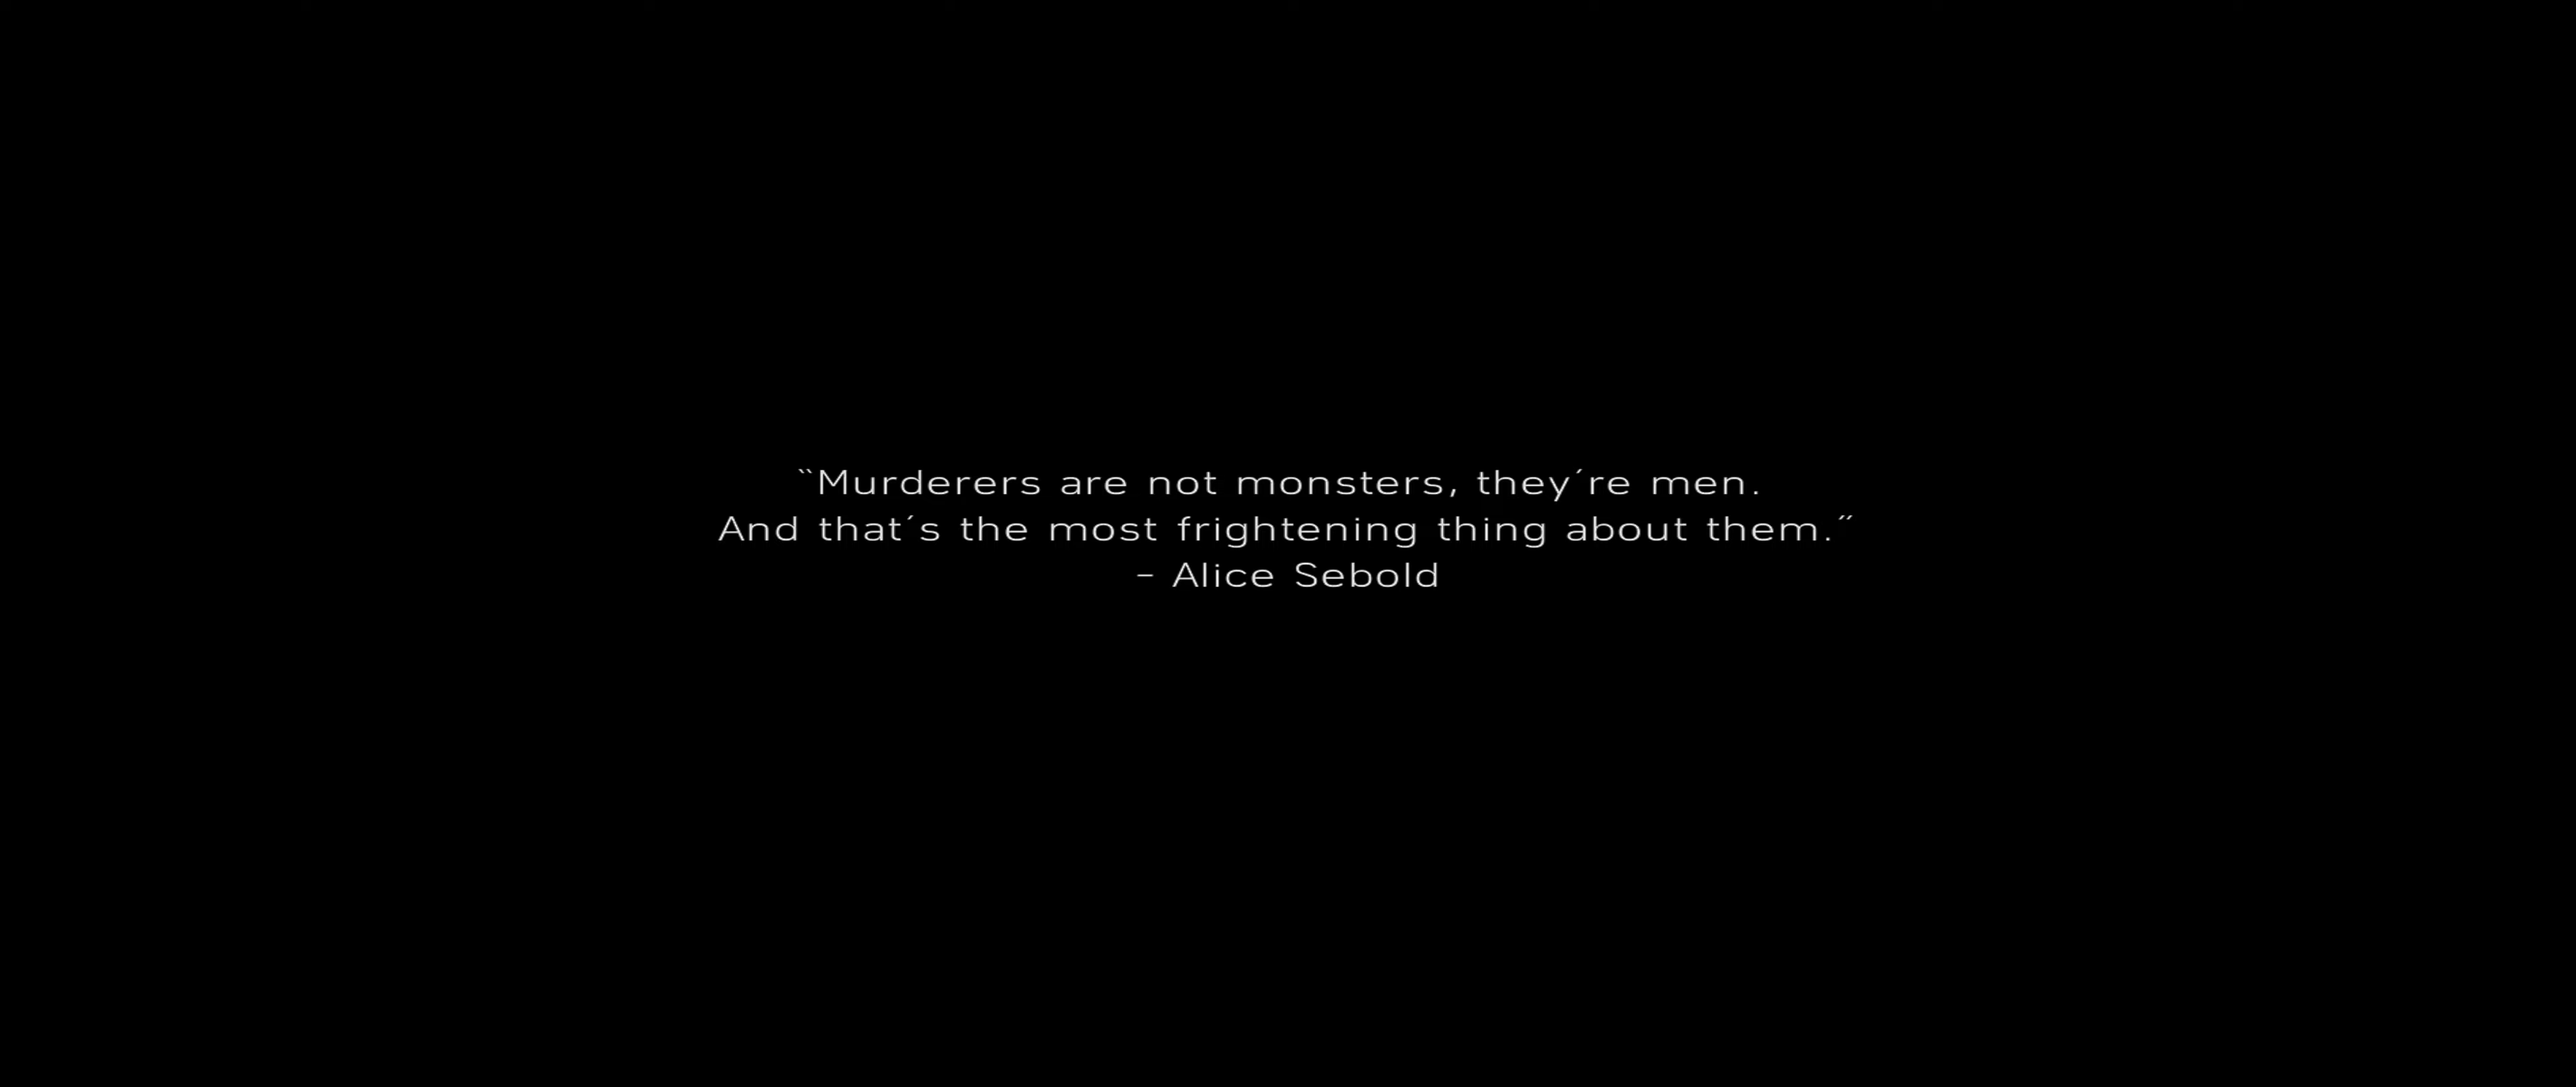 “Murderers are not monsters, they´re men.
And that´s the most frightening thing about them.”
– Alice Sebold